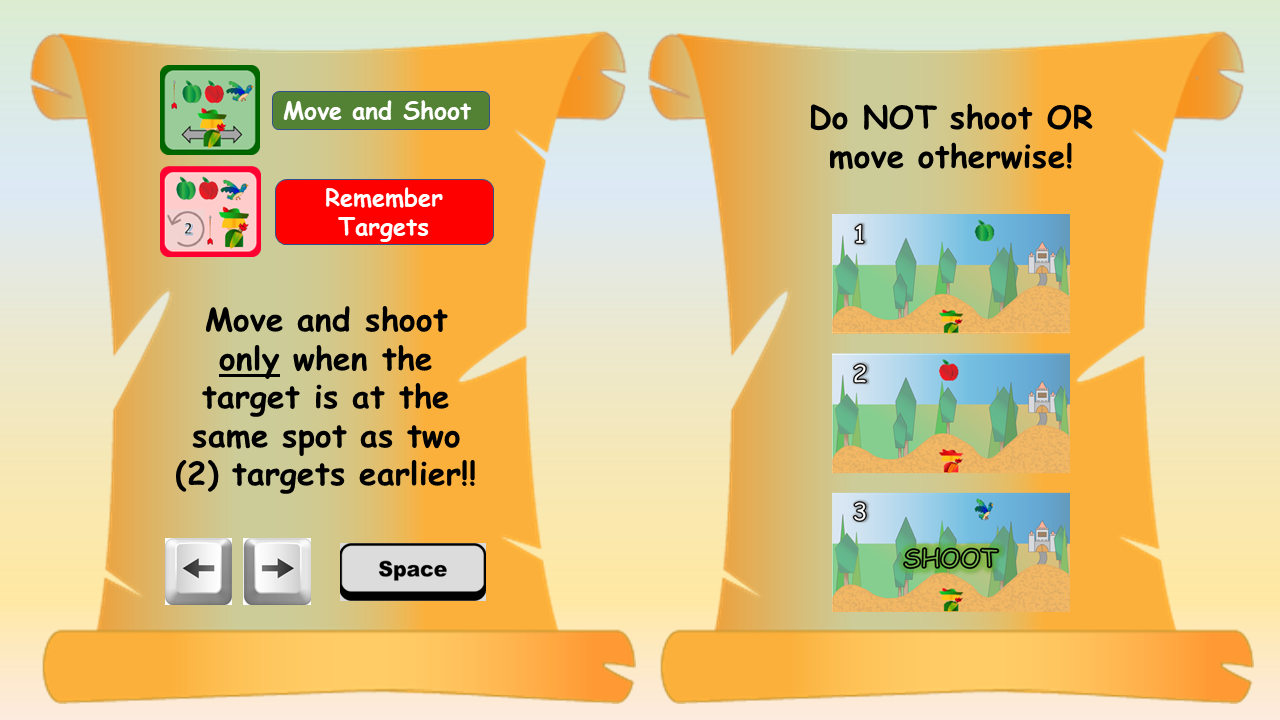 Move and Shoot
Remember
Targets
2
Move and shoot
only when the
target is at the
same spot as two
(2) targets earlier!!
Space
Do NOT shoot OR
move otherwise!
1
2
3
SHOOT